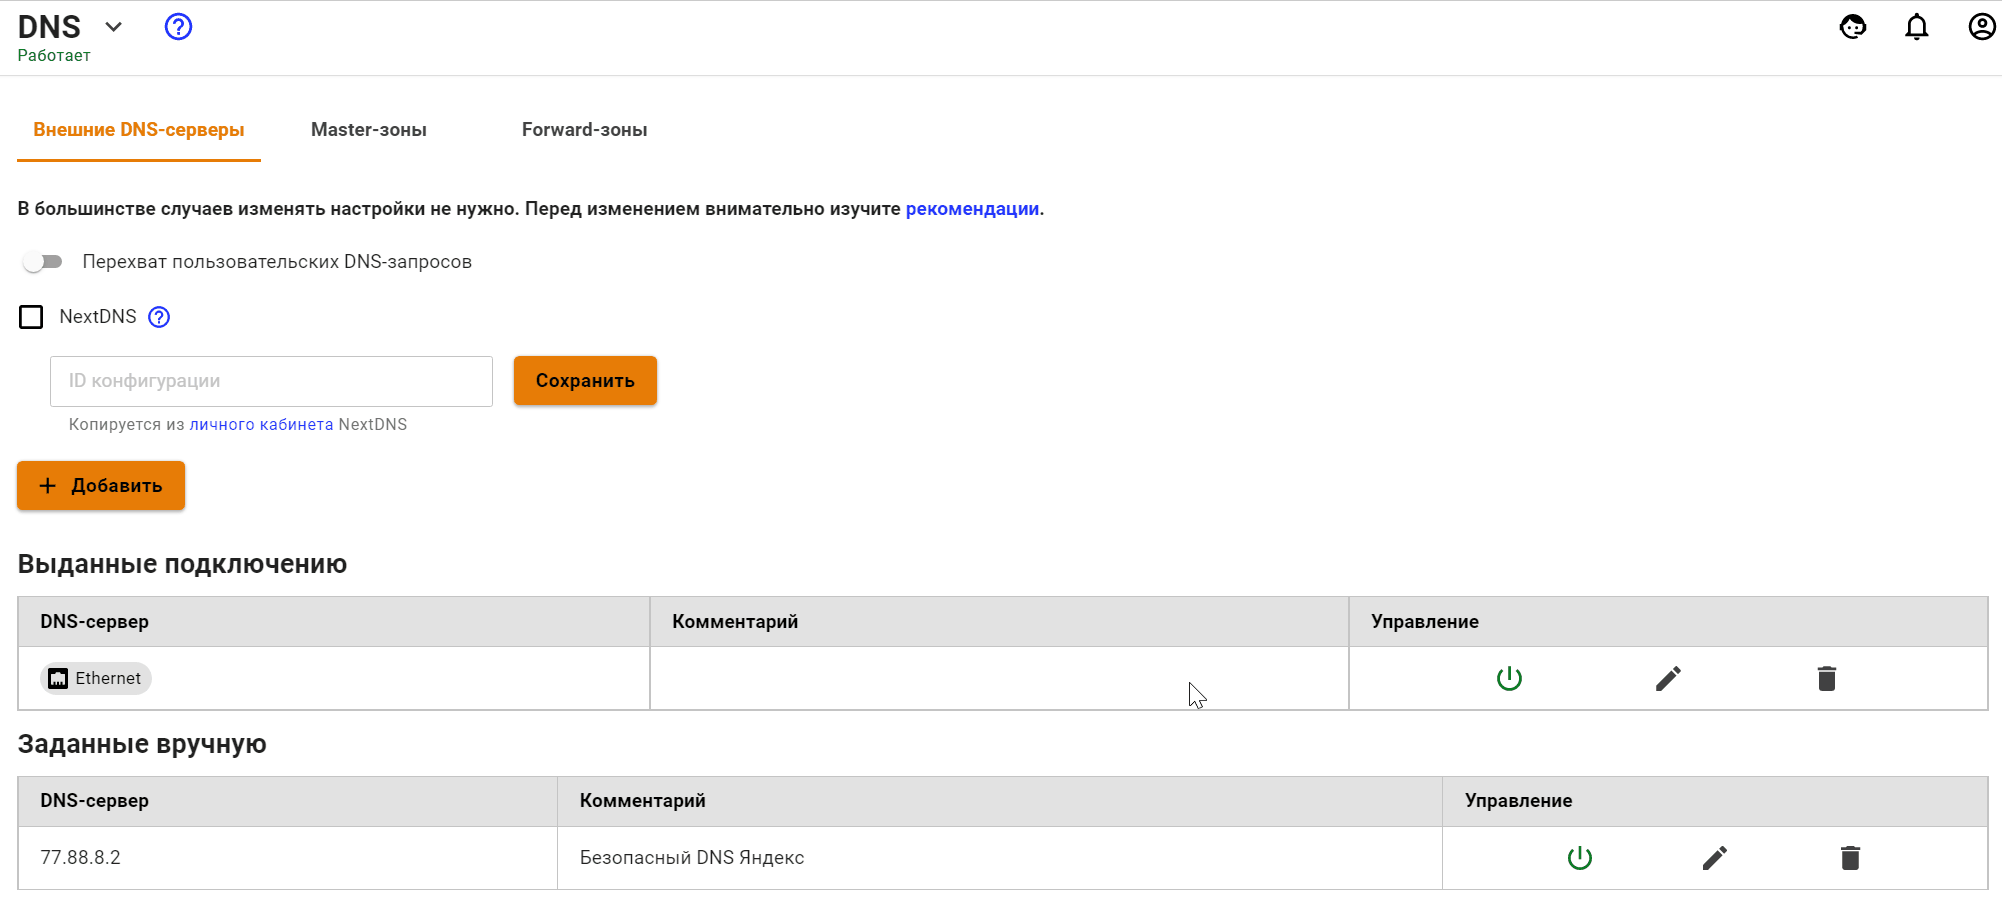 DNS
Работает
Внешние DNS-серверы
Master-зоны
Forward-зоны
В большинстве случаев изменять настройки не нужно. Перед изменением внимательно изучите рекомендации.
Перехват пользовательских DNS-запросов
NextDNS
ID конфигурации
Сохранить
Копируется из личного кабинета NextDNS
+ Добавить
Выданные подключению
DNS-сервер Комментарий Управление
Ethernet
Заданные вручную
DNS-сервер Комментарий Управление
77.88.8.2 Безопасный DNS Яндекс